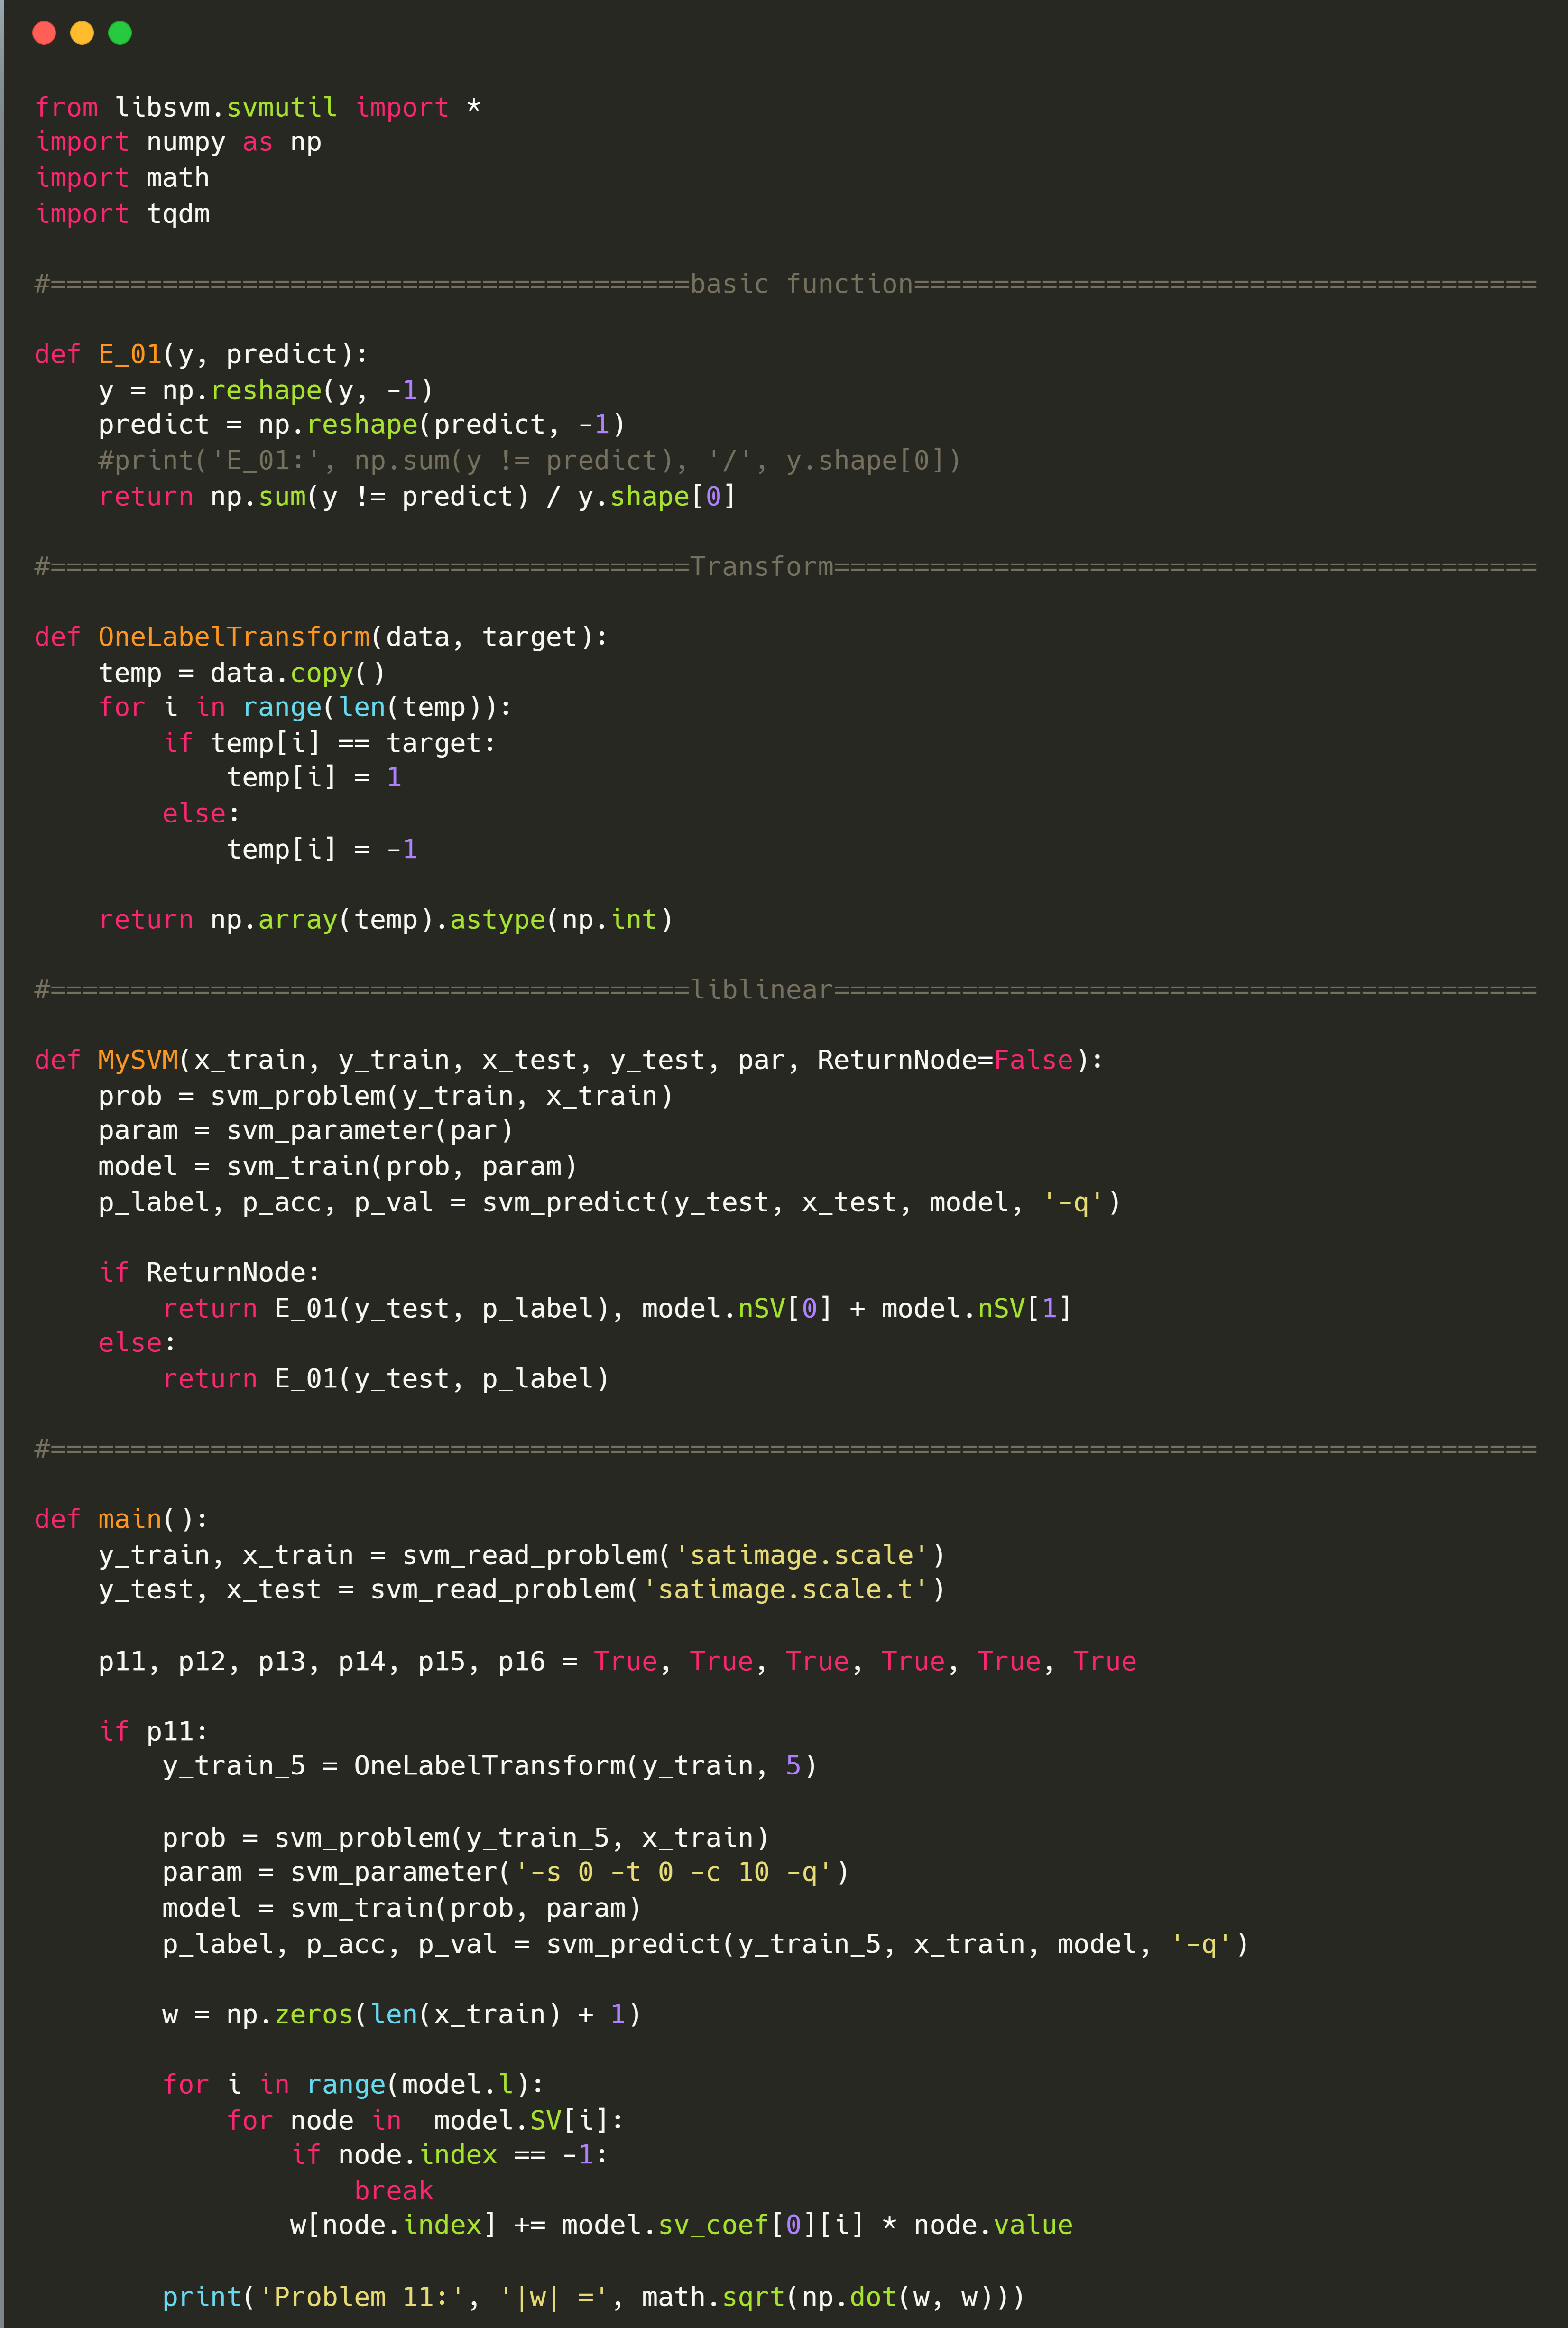 from libsvm.svmutil import *
import numpy as np
import math
import tqdm
#========================================basic function=======================================
def E_01(y, predict):
    y = np.reshape(y, -1)
    predict = np.reshape(predict, -1)
    #print('E_01:', np.sum(y != predict), '/', y.shape[0])
    return np.sum(y != predict) / y.shape[0]
#========================================Transform============================================
def OneLabelTransform(data, target):
    temp = data.copy()
    for i in range(len(temp)):
        if temp[i] == target:
            temp[i] = 1
        else:
            temp[i] = -1
    return np.array(temp).astype(np.int)
#========================================liblinear============================================
def MySVM(x_train, y_train, x_test, y_test, par, ReturnNode=False):
    prob = svm_problem(y_train, x_train)
    param = svm_parameter(par)
    model = svm_train(prob, param)
    p_label, p_acc, p_val = svm_predict(y_test, x_test, model, '-q')
    if ReturnNode:
        return E_01(y_test, p_label), model.nSV[0] + model.nSV[1]
    else:
        return E_01(y_test, p_label)
#=============================================================================================
def main():
    y_train, x_train = svm_read_problem('satimage.scale')
    y_test, x_test = svm_read_problem('satimage.scale.t')
    p11, p12, p13, p14, p15, p16 = True, True, True, True, True, True
    if p11:
        y_train_5 = OneLabelTransform(y_train, 5)
        prob = svm_problem(y_train_5, x_train)
        param = svm_parameter('-s 0 -t 0 -c 10 -q')
        model = svm_train(prob, param)
        p_label, p_acc, p_val = svm_predict(y_train_5, x_train, model, '-q')
        w = np.zeros(len(x_train) + 1)
        for i in range(model.l):
            for node in  model.SV[i]:
                if node.index == -1:
                    break
                w[node.index] += model.sv_coef[0][i] * node.value
        print('Problem 11:', '|w| =', math.sqrt(np.dot(w, w)))